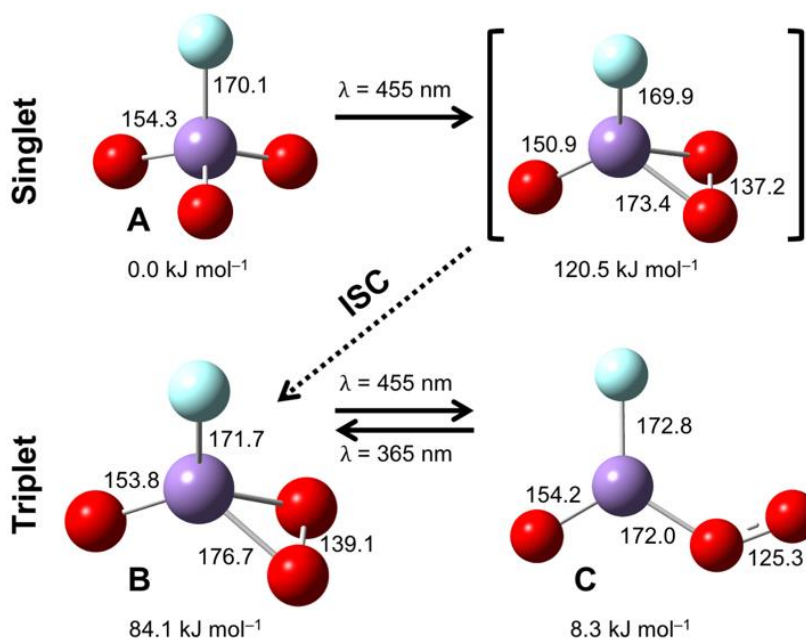 Singlet
170.1
154.3
A
0.0 kJ mol⁻¹
λ = 455 nm
169.9
150.9
137.2
173.4
120.5 kJ mol⁻¹
ISC
Triplet
171.7
153.8
139.1
176.7
B
84.1 kJ mol⁻¹
λ = 455 nm
λ = 365 nm
172.8
154.2
172.0
125.3
C
8.3 kJ mol⁻¹